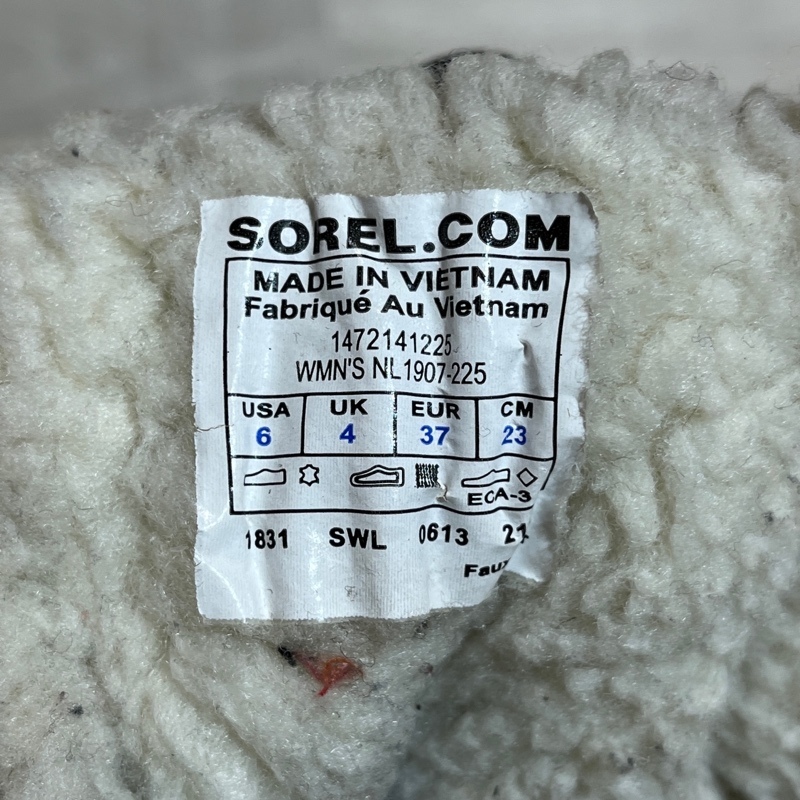 SOREL.COM
MADE IN VIETNAM
Fabriqué Au Vietnam
1472141225
WMN'S NL1907-225
USA UK EUR CM
6 4 37 23
ECA-3
1831 SWL 0613